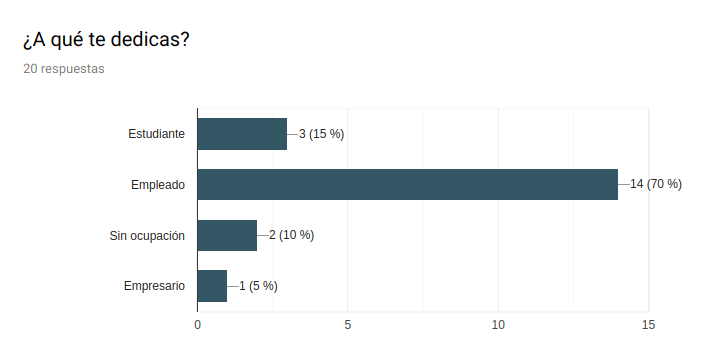 ¿A qué te dedicas?
20 respuestas
Estudiante 3 (15 %)
Empleado 14 (70 %)
Sin ocupación 2 (10 %)
Empresario 1 (5 %)
0 5 10 15